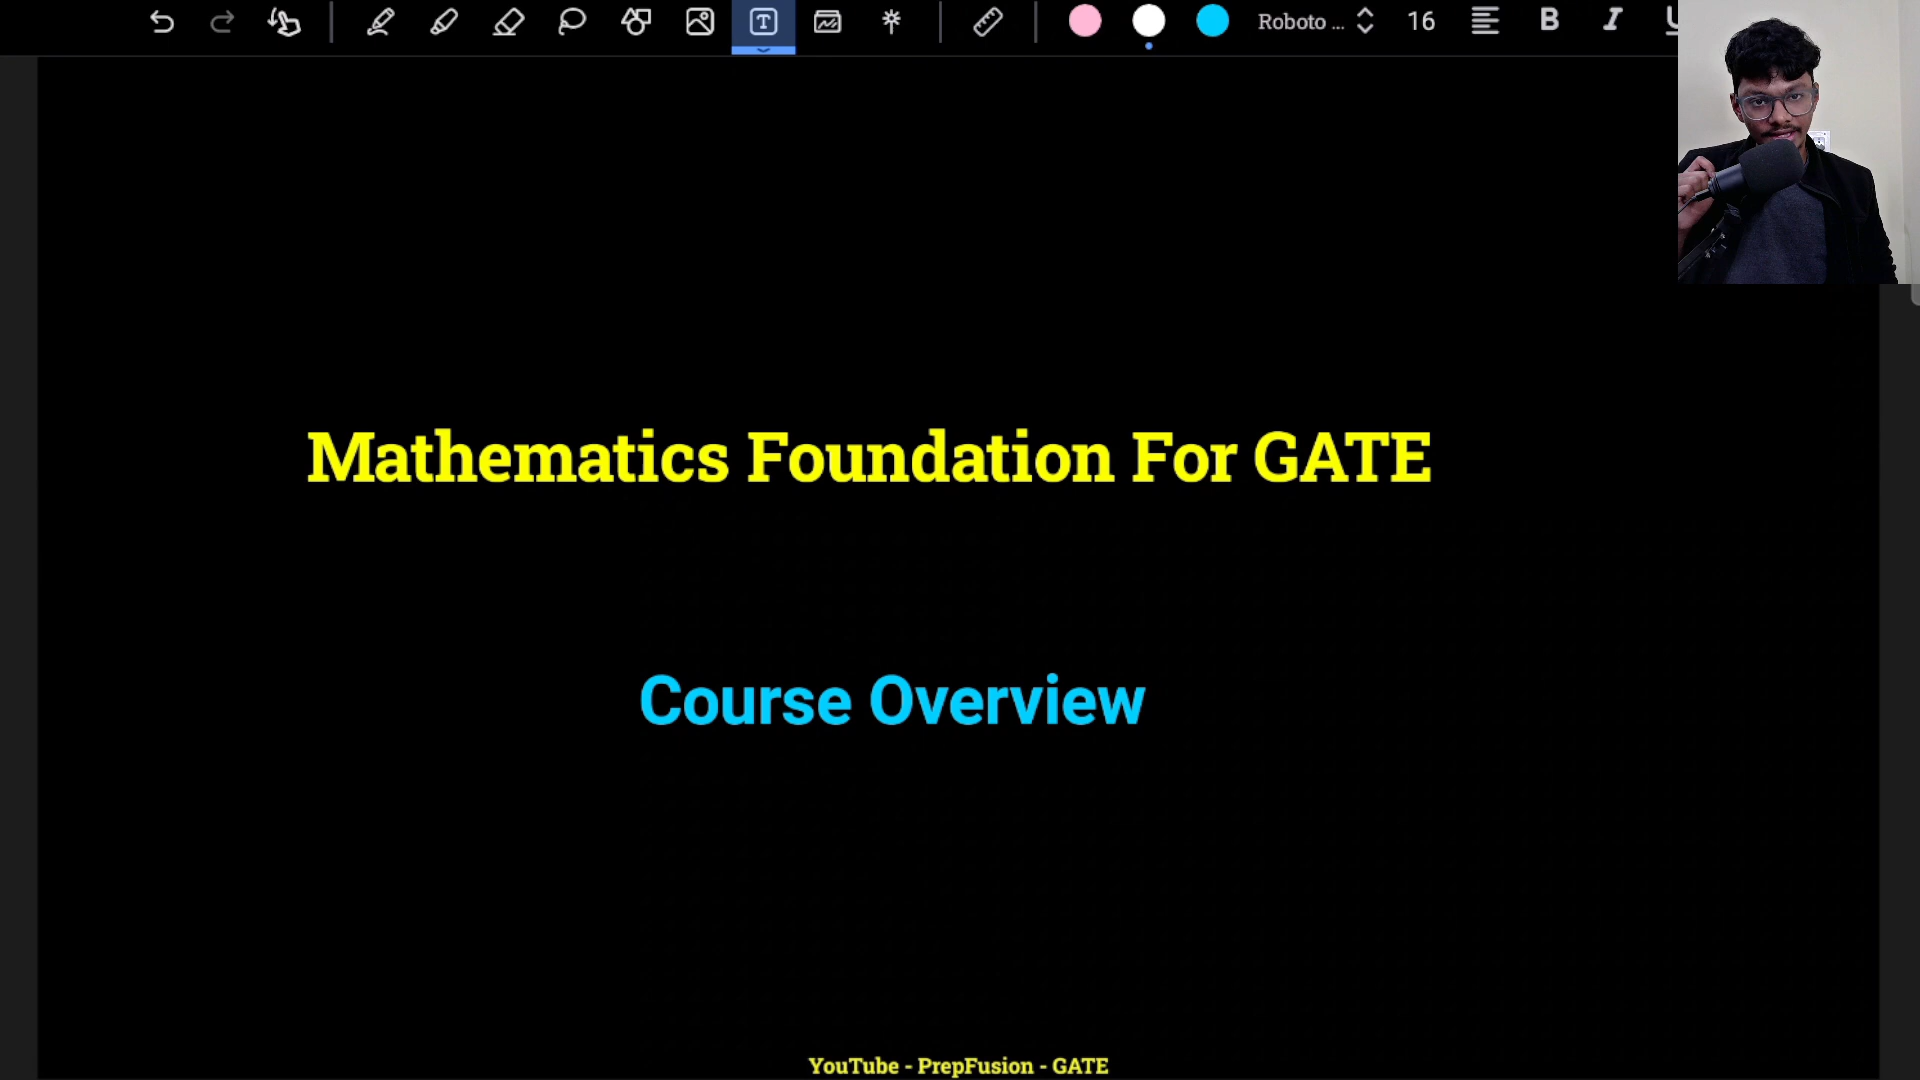 Roboto ... 16 B I U
Mathematics Foundation For GATE
Course Overview
YouTube - PrepFusion - GATE